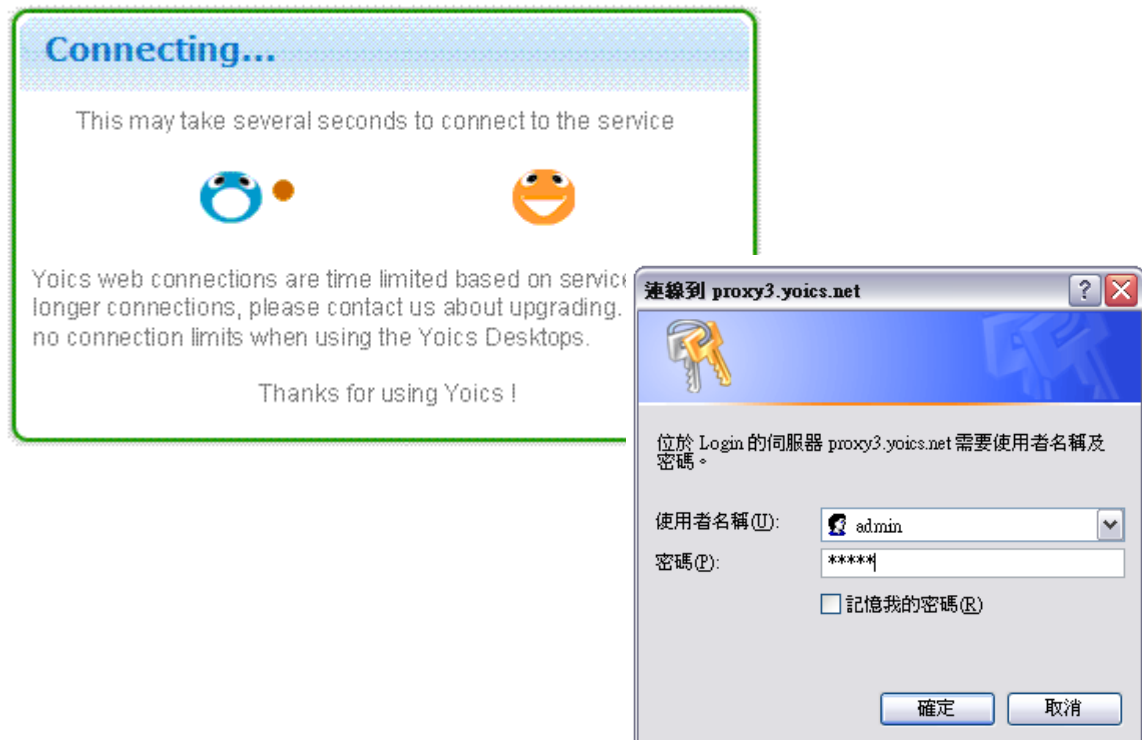 Connecting...
This may take several seconds to connect to the service
Yoics web connections are time limited based on service
longer connections, please contact us about upgrading.
no connection limits when using the Yoics Desktops.
Thanks for using Yoics !
連線到 proxy3.yoics.net
位於 Login 的伺服器 proxy3.yoics.net 需要使用者名稱及
密碼。
使用者名稱(U): admin
密碼(P): *****
記憶我的密碼(R)
確定 取消